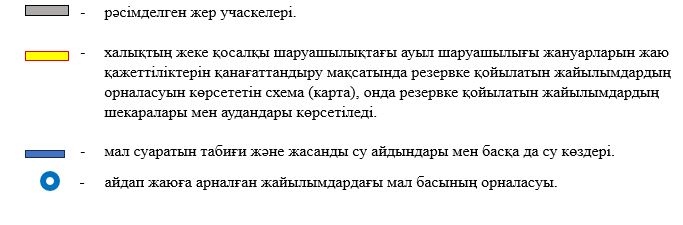 - рәсімделген жер учаскелері.
- халықтың жеке қосалқы шаруашылықтағы ауыл шаруашылығы жануарларын жаю
қажеттіліктерін қанағаттандыру мақсатында резервке қойылатын жайылымдардың
орналасуын көрсететін схема (карта), онда резервке қойылатын жайылымдардың
шекаралары мен аудандары көрсетіледі.
- мал суаратын табиғи және жасанды су айдындары мен басқа да су көздері.
- айдап жаюға арналған жайылымдардағы мал басының орналасуы.